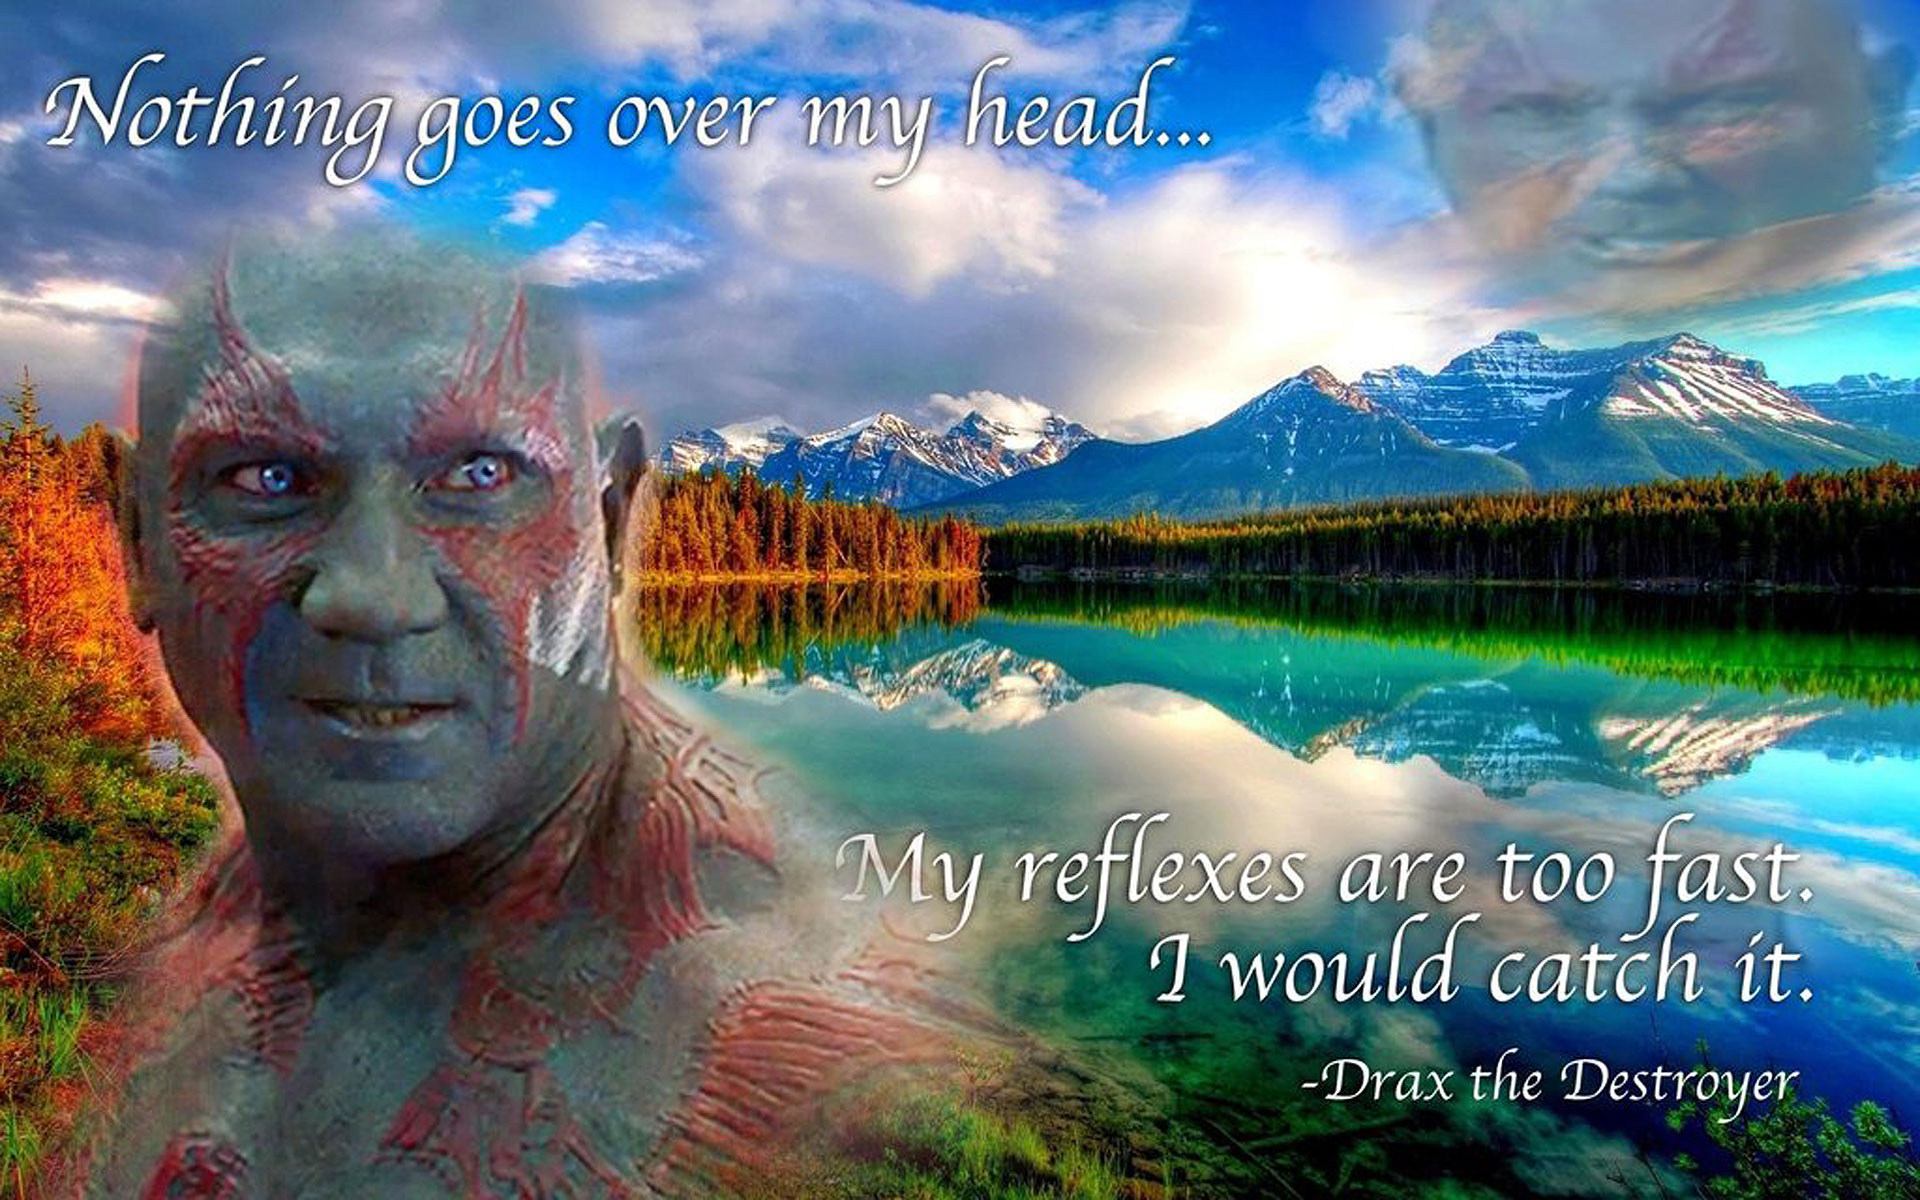 Nothing goes over my head...
My reflexes are too fast.
I would catch it.
-Drax the Destroyer